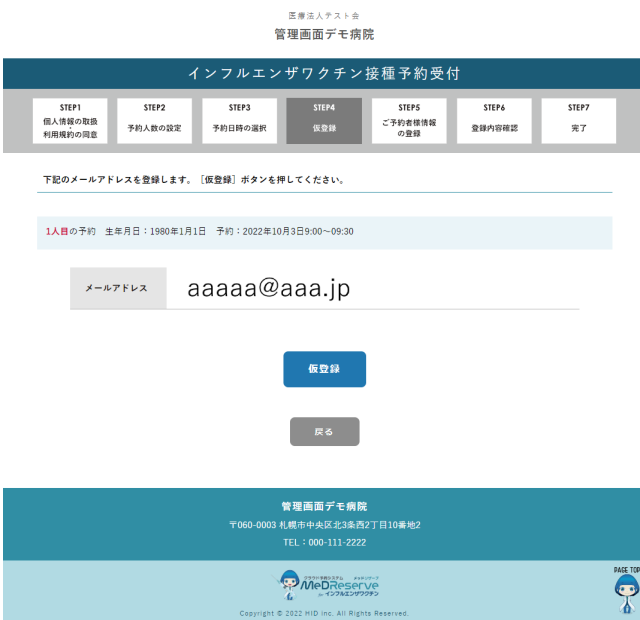 医療法人テスト会
管理画面デモ病院
インフルエンザワクチン接種予約受付
STEP1
個人情報の取扱
利用規約の同意
STEP2
予約人数の設定
STEP3
予約日時の選択
STEP4
仮登録
STEP5
ご予約者様情報
の登録
STEP6
登録内容確認
STEP7
完了
下記のメールアドレスを登録します。［仮登録］ボタンを押してください。
1人目の予約　生年月日：1980年1月1日　予約：2022年10月3日9:00～09:30
メールアドレス
aaaaa@aaa.jp
仮登録
戻る
管理画面デモ病院
〒060-0003 札幌市中央区北3条西2丁目10番地2
TEL：000-111-2222
PAGE TOP
クラウド予約システム
MeDReserve
for インフルエンザワクチン
Copyright © 2022 HID Inc. All Rights Reserved.